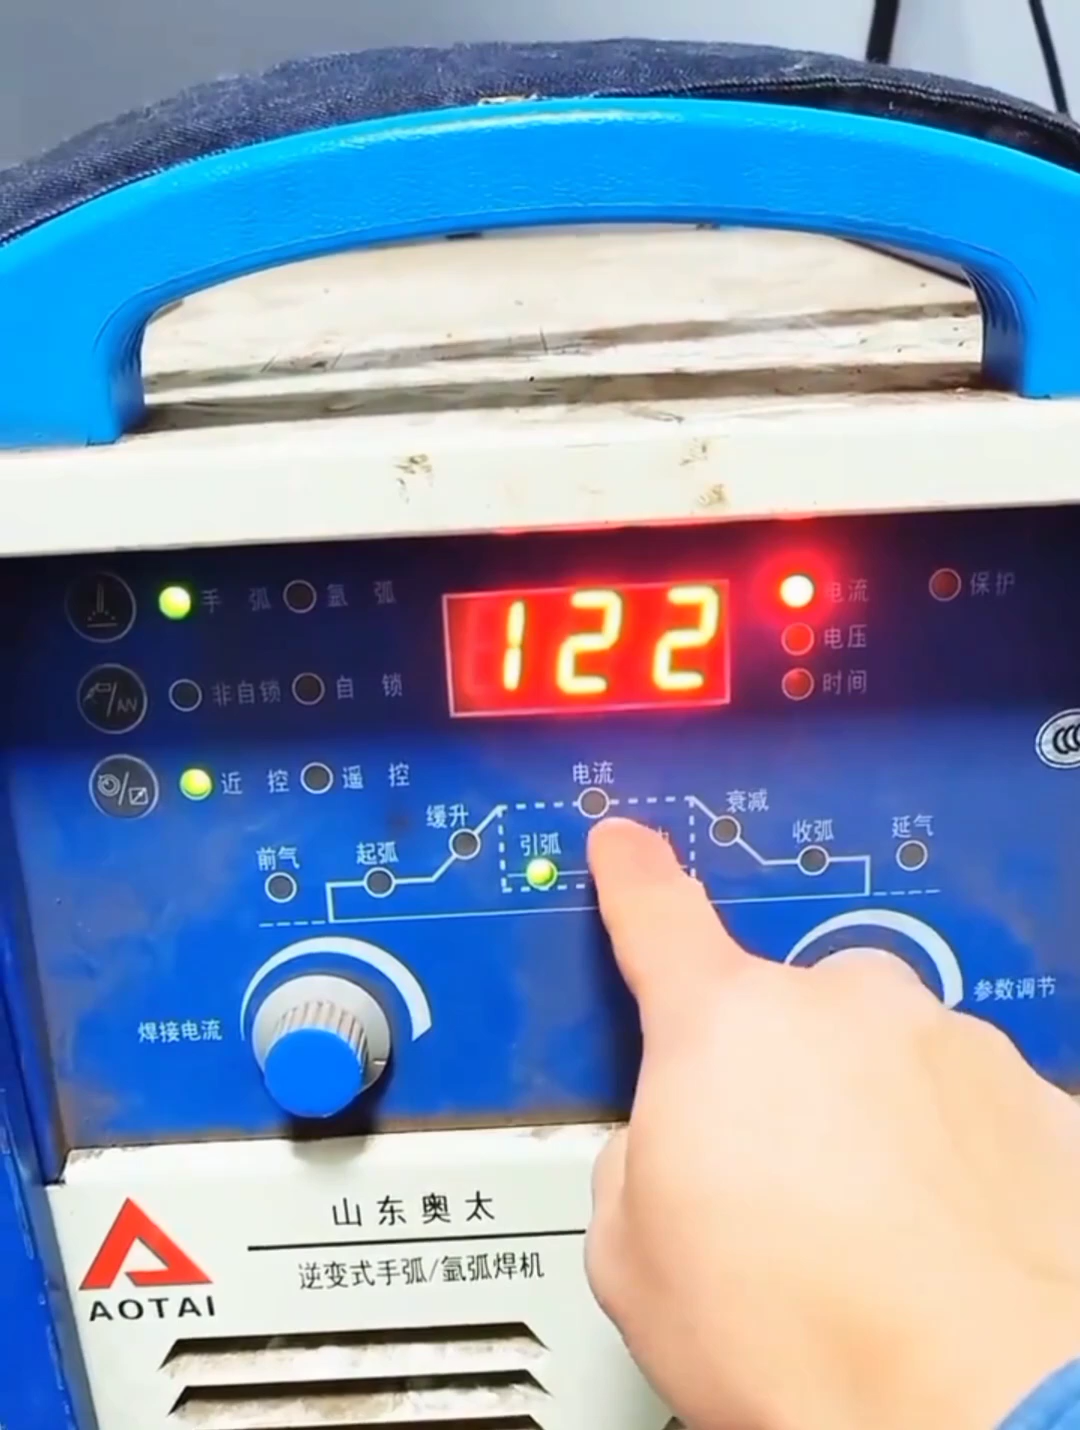 手 弧 氩 弧
122
电流 保护
电压
时间
/AN 非自锁 自 锁
近 控 遥 控
电流
缓升 衰减
引弧
前气 起弧 收弧 延气
焊接电流
参数调节
山东奥太
逆变式手弧/氩弧焊机
AOTAI